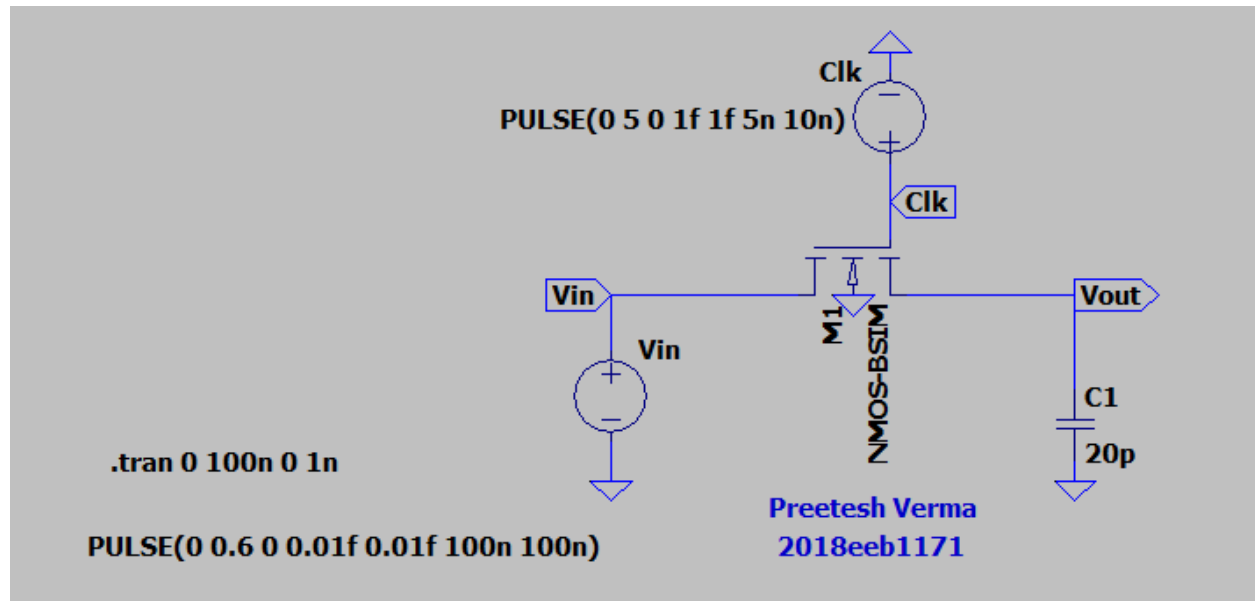 Clk
PULSE(0 5 0 1f 1f 5n 10n)
Clk
Vin
Vout
M1
NMOS-BSIM
Vin
C1
20p
.tran 0 100n 0 1n
PULSE(0 0.6 0 0.01f 0.01f 100n 100n)
Preetesh Verma
2018eeb1171